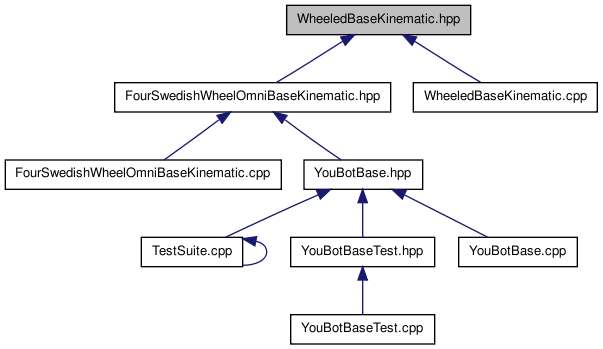 WheeledBaseKinematic.hpp
FourSwedishWheelOmniBaseKinematic.hpp
WheeledBaseKinematic.cpp
FourSwedishWheelOmniBaseKinematic.cpp
YouBotBase.hpp
TestSuite.cpp
YouBotBaseTest.hpp
YouBotBase.cpp
YouBotBaseTest.cpp